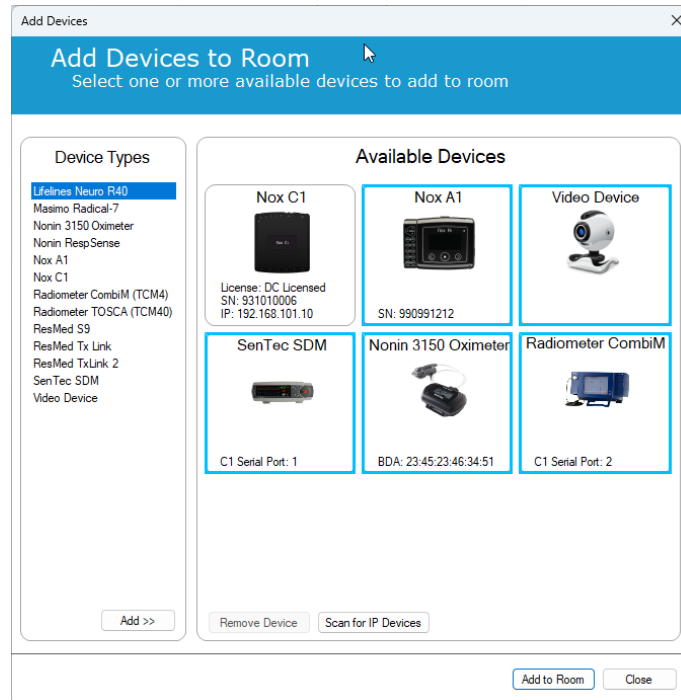 Add Devices
Add Devices to Room
Select one or more available devices to add to room
Device Types
Lifelines Neuro R40
Masimo Radical-7
Nonin 3150 Oximeter
Nonin RespSense
Nox A1
Nox C1
Radiometer CombiM (TCM4)
Radiometer TOSCA (TCM40)
ResMed S9
ResMed Tx Link
ResMed TxLink 2
SenTec SDM
Video Device
Add >>
Available Devices
Nox C1
Nox C1
License: DC Licensed
SN: 931010006
IP: 192.168.101.10
Nox A1
SN: 990991212
Video Device
SenTec SDM
C1 Serial Port: 1
Nonin 3150 Oximeter
BDA: 23:45:23:46:34:51
Radiometer CombiM
C1 Serial Port: 2
Remove Device
Scan for IP Devices
Add to Room
Close